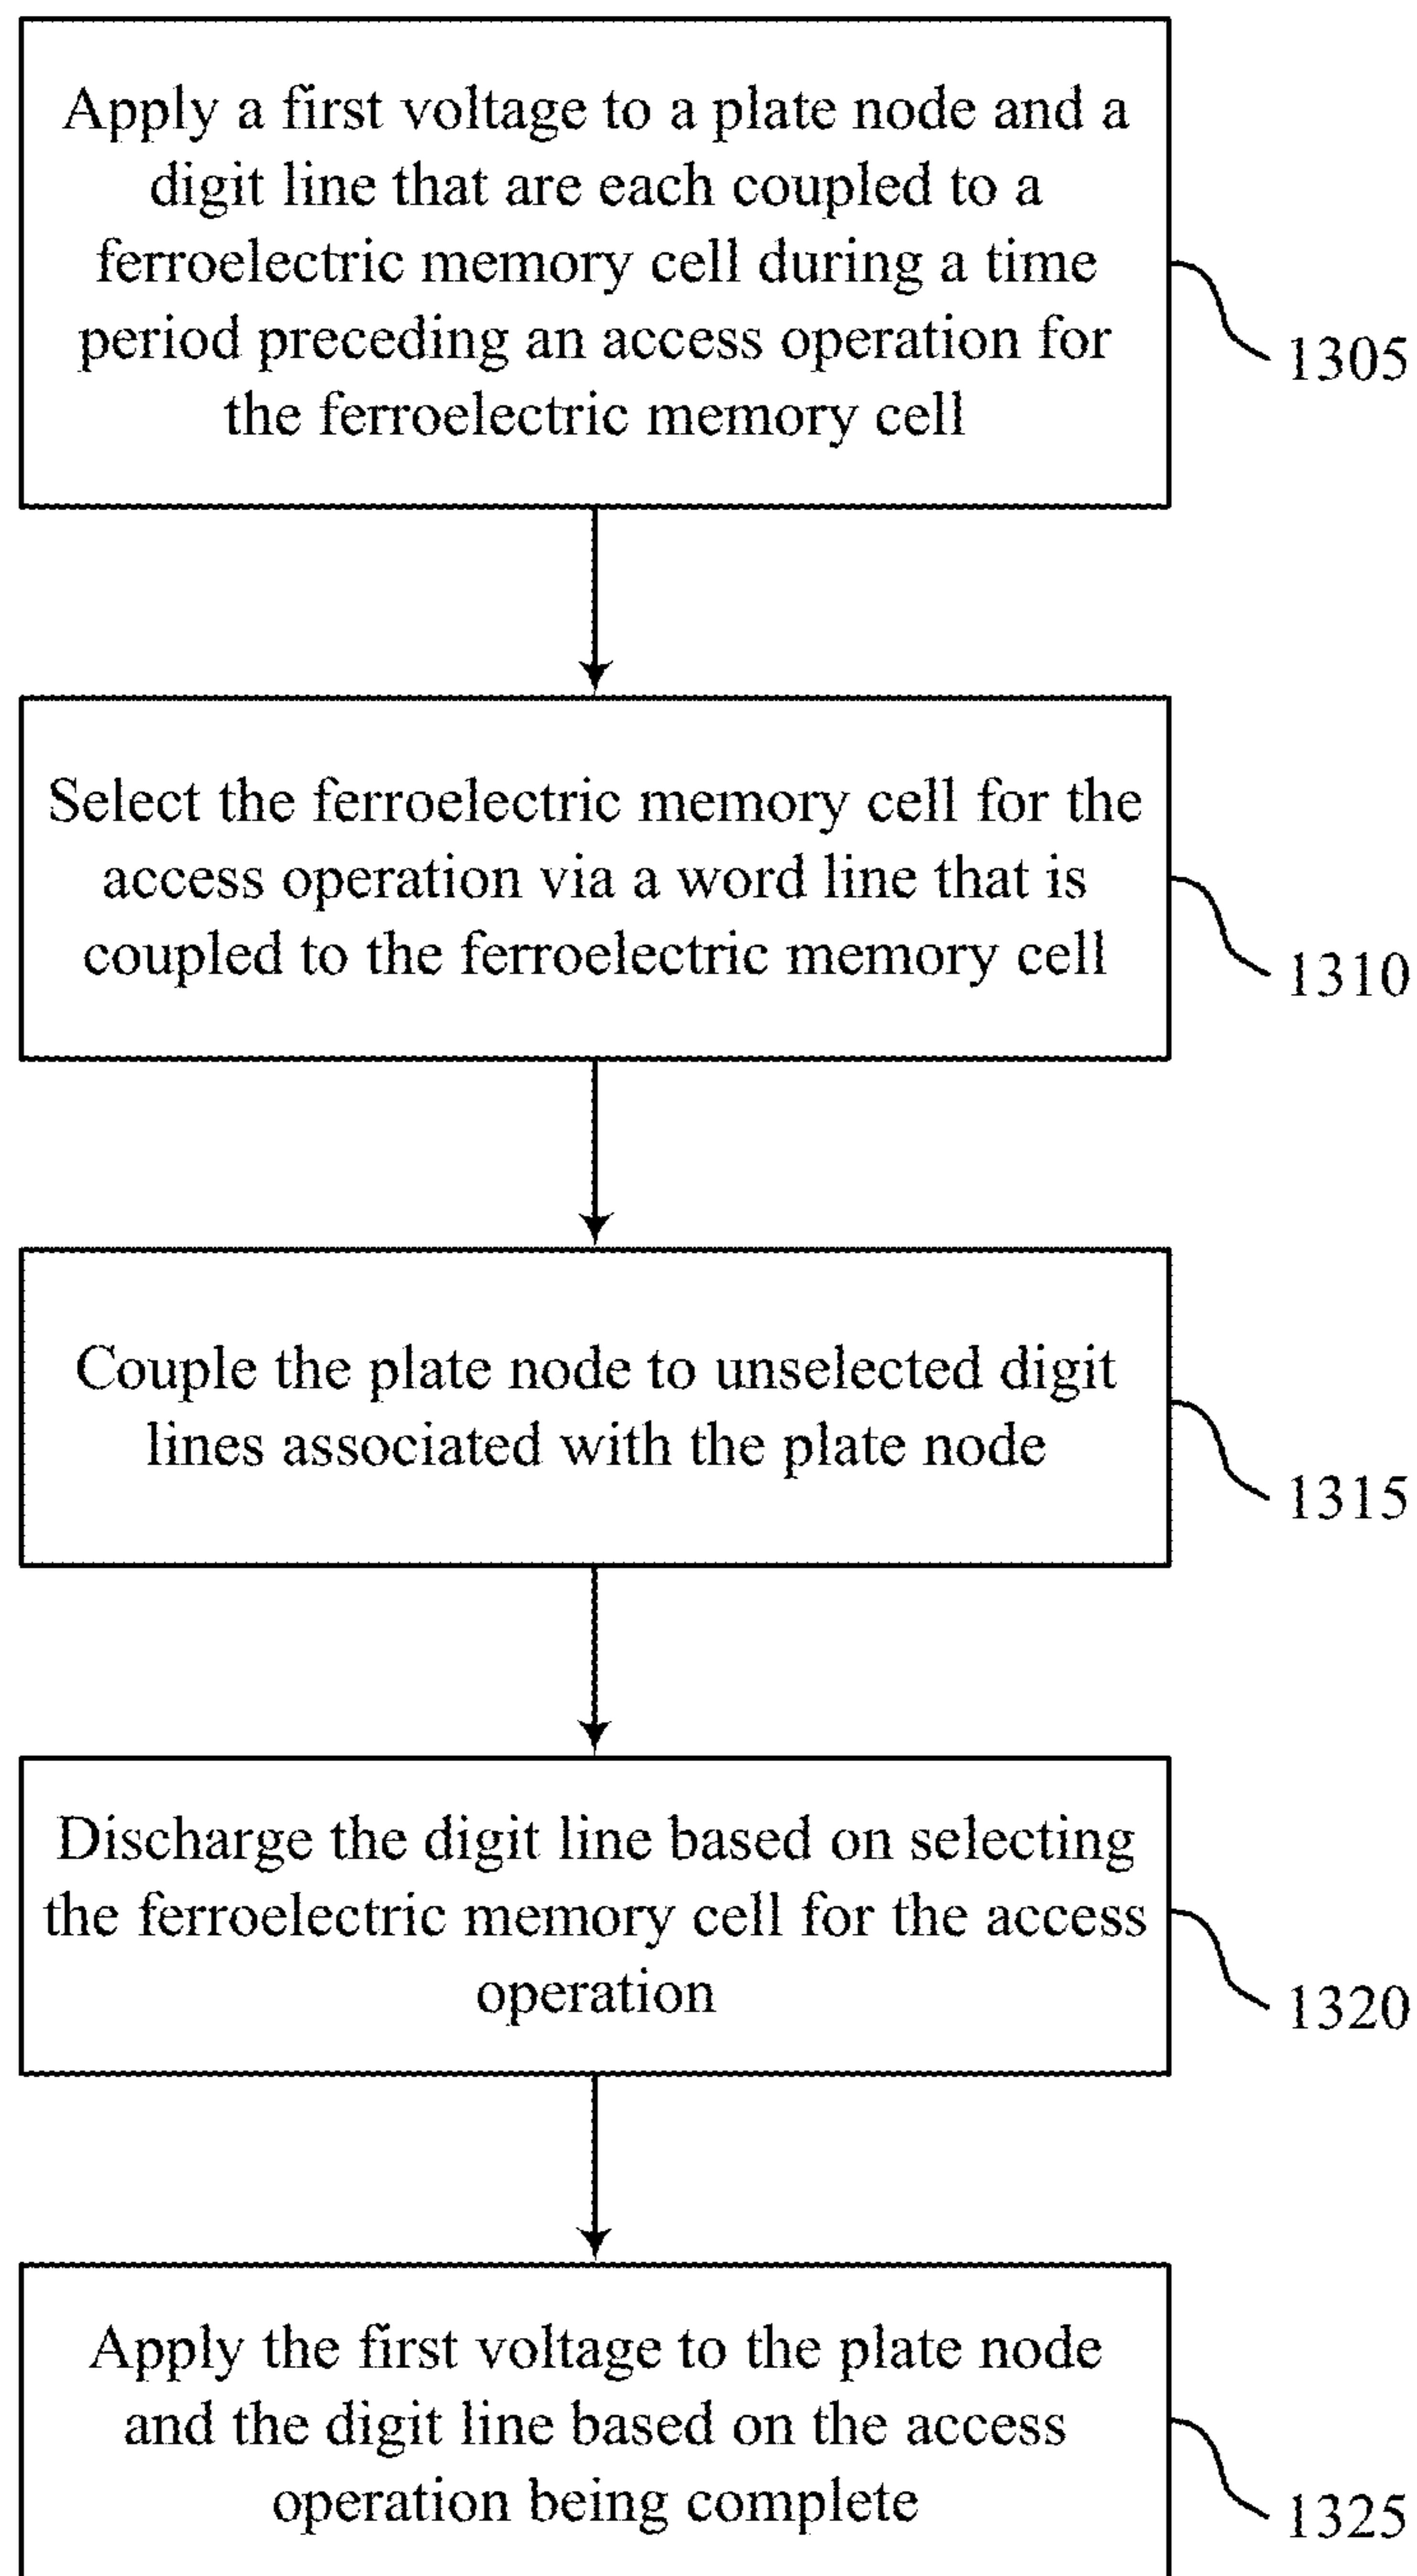 Apply a first voltage to a plate node and a
digit line that are each coupled to a
ferroelectric memory cell during a time
period preceding an access operation for
the ferroelectric memory cell
1305
Select the ferroelectric memory cell for the
access operation via a word line that is
coupled to the ferroelectric memory cell
1310
Couple the plate node to unselected digit
lines associated with the plate node
1315
Discharge the digit line based on selecting
the ferroelectric memory cell for the access
operation
1320
Apply the first voltage to the plate node
and the digit line based on the access
operation being complete
1325